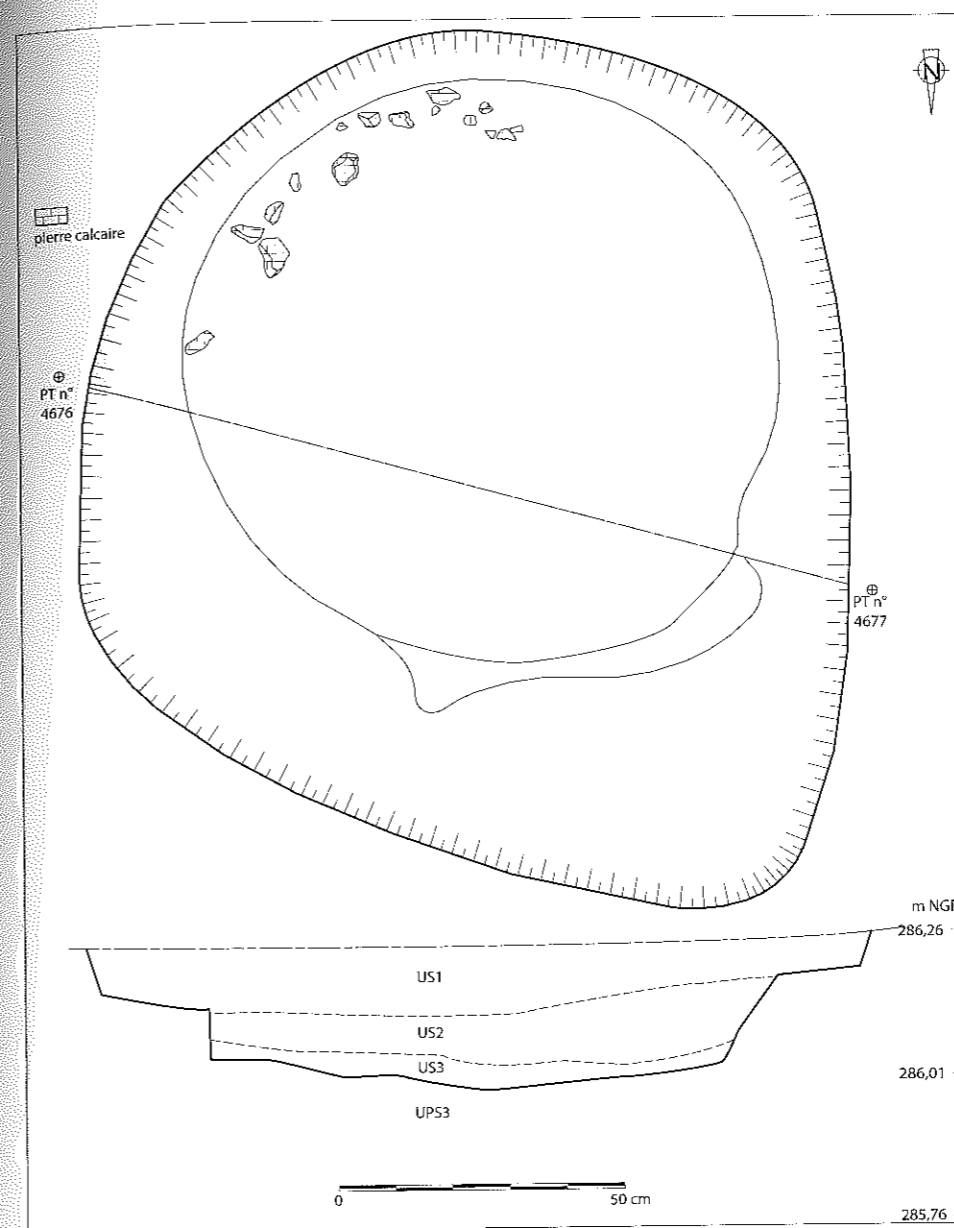 N
pierre calcaire
PT n°
4676
PT n°
4677
m NGF
286,26
US1
US2
US3
286,01
UPS3
0 50 cm
285,76